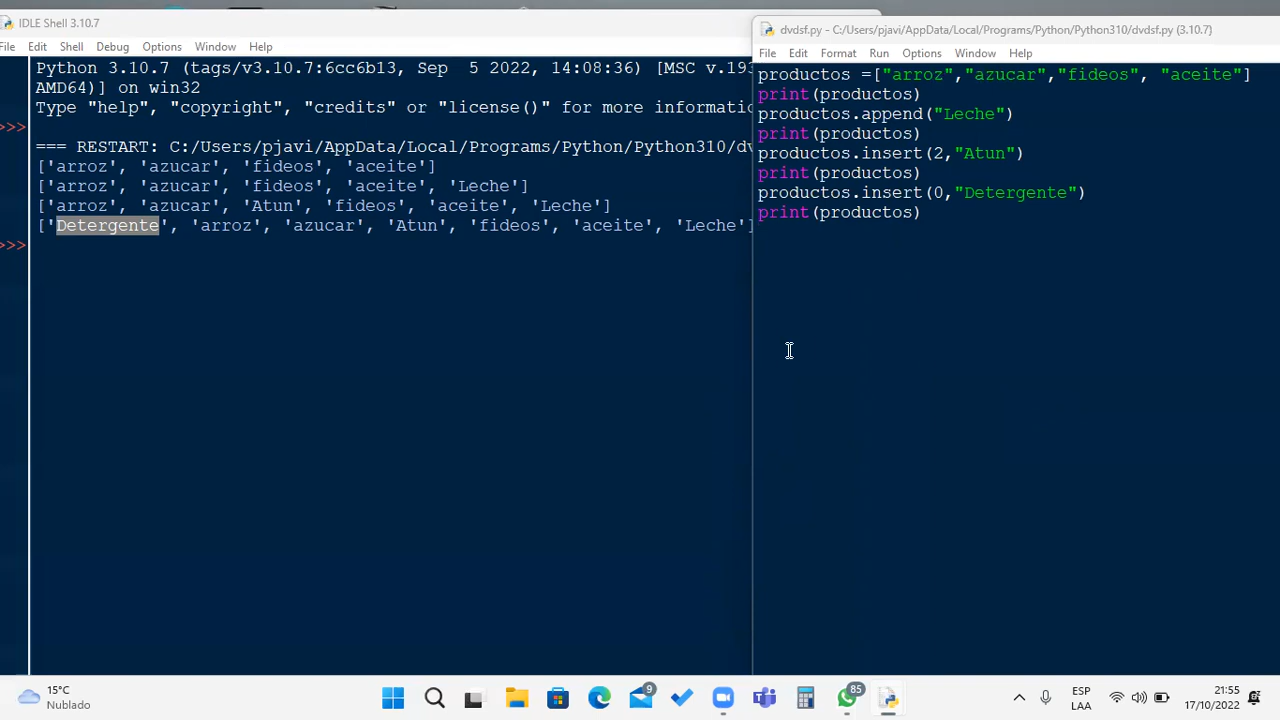 IDLE Shell 3.10.7
File Edit Shell Debug Options Window Help
Python 3.10.7 (tags/v3.10.7:6cc6b13, Sep  5 2022, 14:08:36) [MSC v.193
AMD64)] on win32
Type "help", "copyright", "credits" or "license()" for more informatio
>>>
=== RESTART: C:/Users/pjavi/AppData/Local/Programs/Python/Python310/dv
['arroz', 'azucar', 'fideos', 'aceite']
['arroz', 'azucar', 'fideos', 'aceite', 'Leche']
['arroz', 'azucar', 'Atun', 'fideos', 'aceite', 'Leche']
['Detergente', 'arroz', 'azucar', 'Atun', 'fideos', 'aceite', 'Leche']
>>>
dvdsf.py - C:/Users/pjavi/AppData/Local/Programs/Python/Python310/dvdsf.py (3.10.7)
File Edit Format Run Options Window Help
productos =["arroz","azucar","fideos", "aceite"]
print(productos)
productos.append("Leche")
print(productos)
productos.insert(2,"Atun")
print(productos)
productos.insert(0,"Detergente")
print(productos)
15°C
Nublado
9
85
ESP
LAA
21:55
17/10/2022